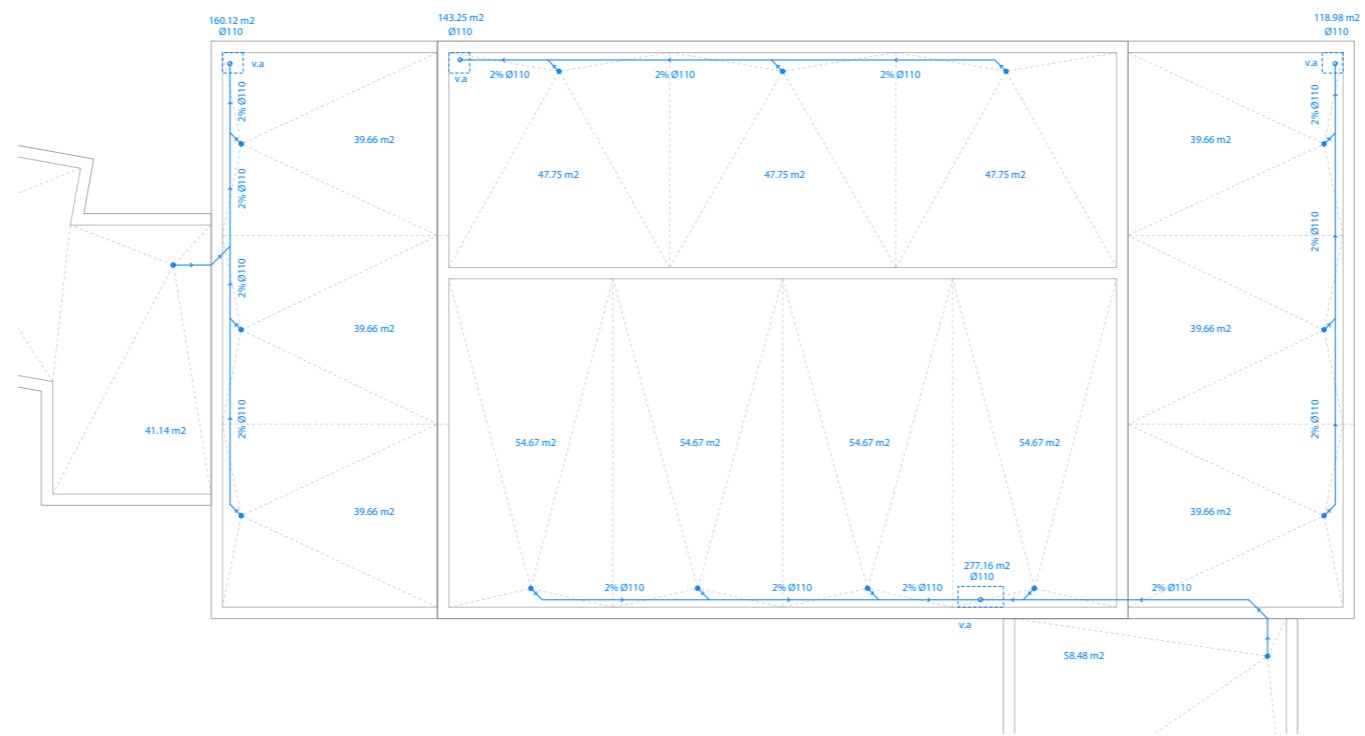 160.12 m2
Ø110
143.25 m2
Ø110
118.98 m2
Ø110
v.a
v.a
v.a
2% Ø110
2% Ø110
2% Ø110
2% Ø110
2% Ø110
39.66 m2
39.66 m2
47.75 m2
47.75 m2
47.75 m2
2% Ø110
2% Ø110
2% Ø110
39.66 m2
39.66 m2
2% Ø110
2% Ø110
41.14 m2
54.67 m2
54.67 m2
54.67 m2
54.67 m2
39.66 m2
39.66 m2
277.16 m2
Ø110
2% Ø110
2% Ø110
2% Ø110
2% Ø110
v.a
58.48 m2